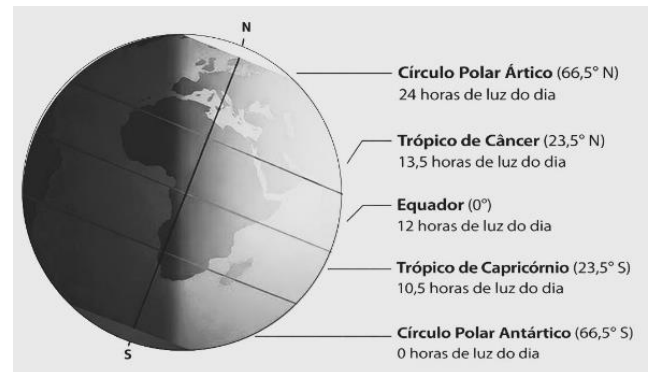 N
Círculo Polar Ártico (66,5° N)
24 horas de luz do dia
Trópico de Câncer (23,5° N)
13,5 horas de luz do dia
Equador (0°)
12 horas de luz do dia
Trópico de Capricórnio (23,5° S)
10,5 horas de luz do dia
Círculo Polar Antártico (66,5° S)
0 horas de luz do dia
S